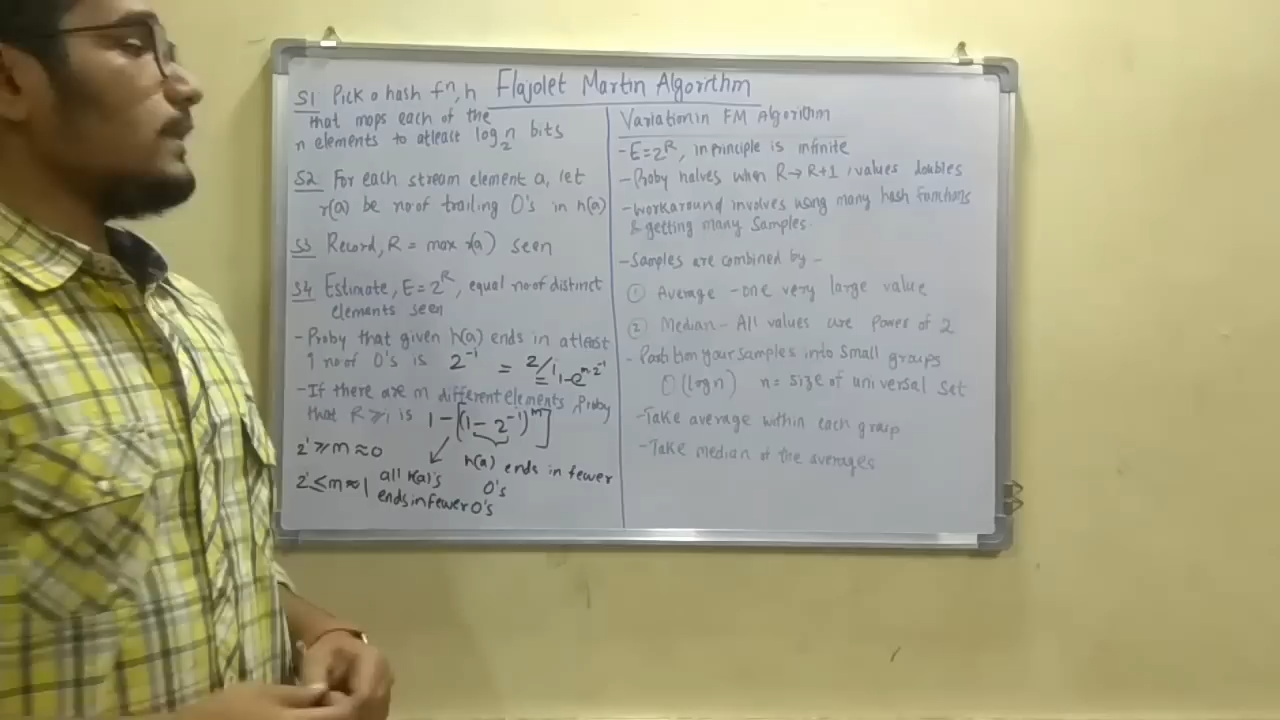 Flajolet Martin Algorithm
S1 Pick a hash fⁿ, h
that maps each of the
n elements to atleast log₂n bits
S2 For each stream element a, let
r(a) be no of trailing 0's in h(a)
S3 Record, R = max r(a) seen
S4 Estimate, E = 2^R, equal no of distinct
elements seen
- Proby that given h(a) ends in atleast
1 no of 0's is 2^-i =
- If there are m different elements, Proby
that R ≥ i is 1 - [(1 - 2^-i)^m]
2^i ≥ m ≈ 0
2^i ≤ m ≈ 1
all h(a)'s
ends in fewer 0's
h(a) ends in fewer
0's
Variation in FM Algorithm
- E = 2^R, in principle is infinite
- Proby halves when R → R+1, values doubles
- workaround involves using many hash functions
& getting many samples.
- Samples are combined by -
① Average - one very large value
② Median - All values are Power of 2
- Partition your samples into small groups
O(log n) n = size of universal set
- Take average within each group
- Take median of the averages